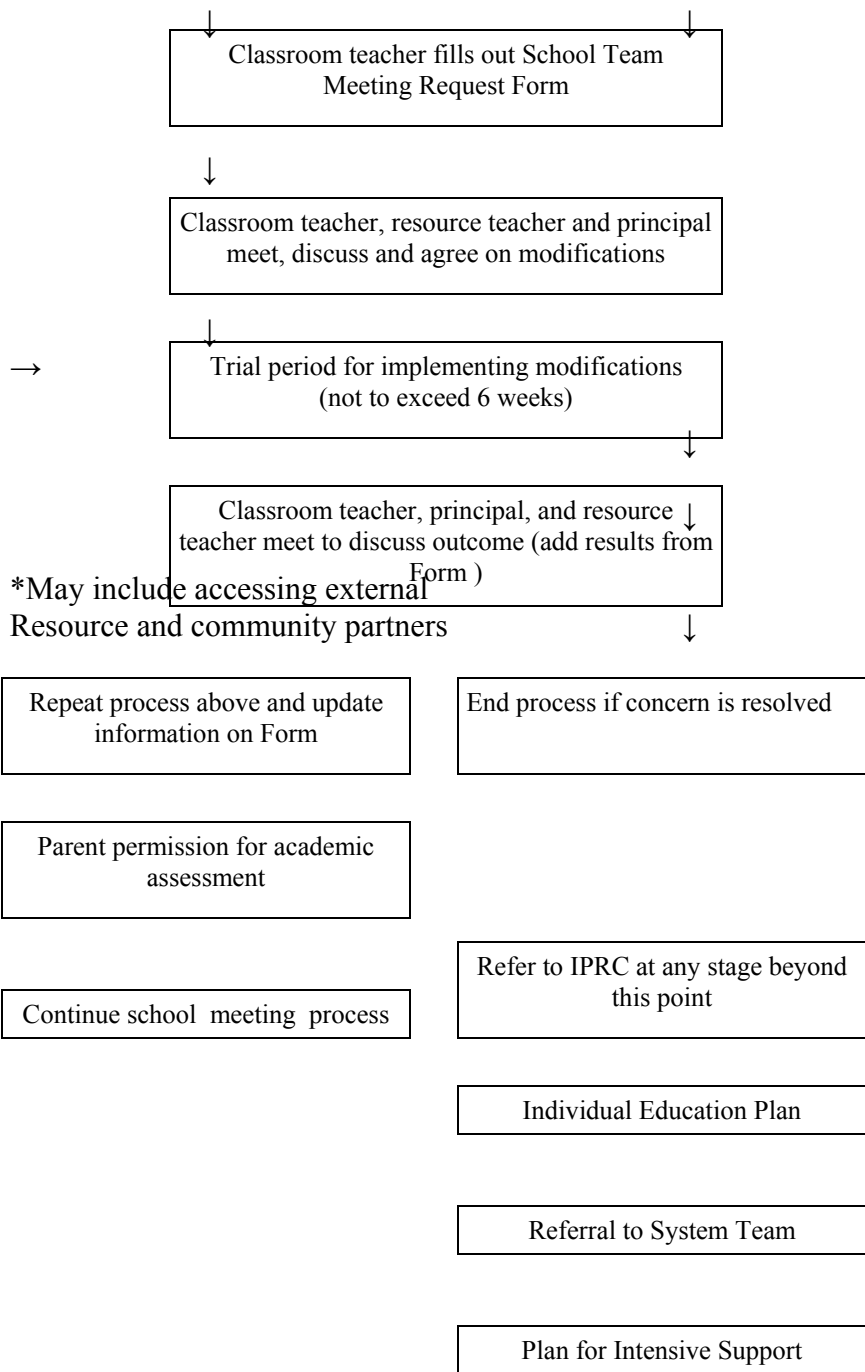 ↓ ↓
Classroom teacher fills out School Team
Meeting Request Form
↓
Classroom teacher, resource teacher and principal
meet, discuss and agree on modifications
↓
→
Trial period for implementing modifications
(not to exceed 6 weeks)
↓
Classroom teacher, principal, and resource ↓
teacher meet to discuss outcome (add results from
Form )
*May include accessing external
Resource and community partners
↓
Repeat process above and update
information on Form
End process if concern is resolved
Parent permission for academic
assessment
Refer to IPRC at any stage beyond
this point
Continue school meeting process
Individual Education Plan
Referral to System Team
Plan for Intensive Support